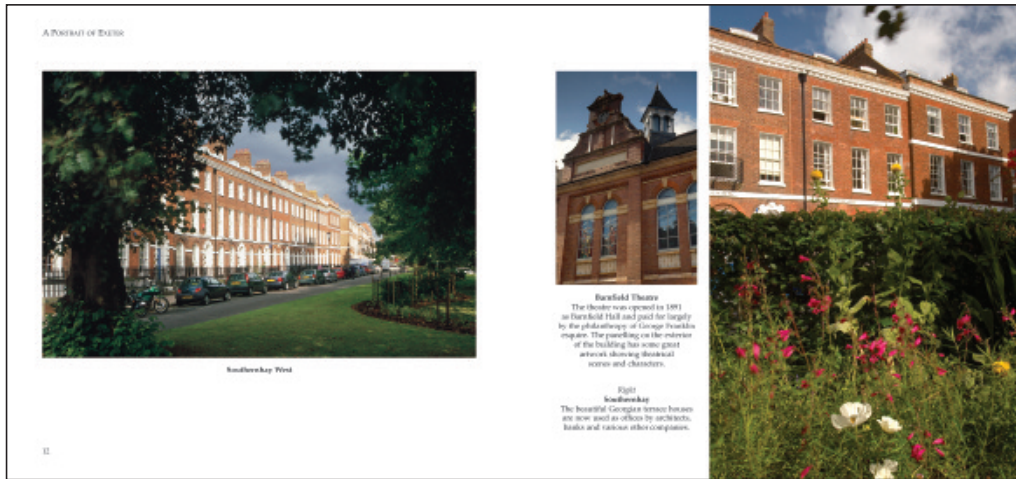 A Portrait of Exeter
Southernhay West
Barnfield Theatre
The theatre was opened in 1891
as Barnfield Hall and paid for largely
by the philanthropy of George Franklin
esquire. The panelling on the exterior
of the building has some great
artwork showing theatrical
scenes and characters.
Right
Southernhay
The beautiful Georgian terrace houses
are now used as offices by architects,
banks and various other companies.
12